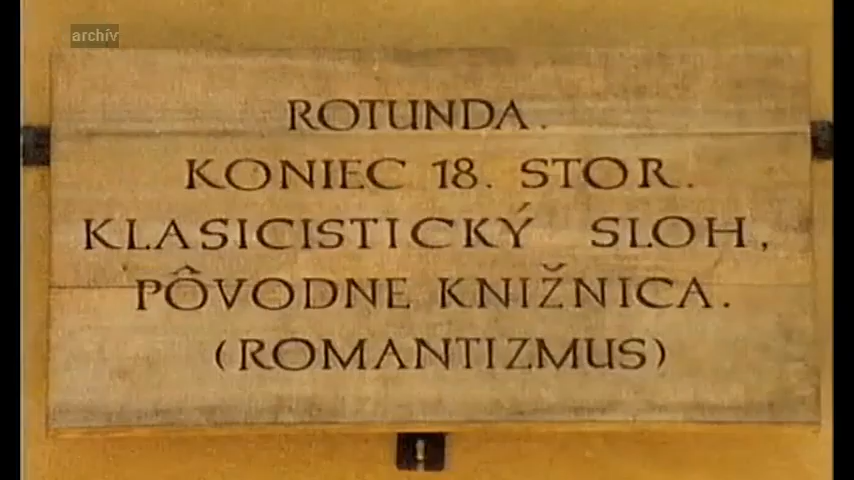 archív
ROTUNDA.
KONIEC 18. STOR.
KLASICISTICKÝ SLOH,
PÔVODNE KNIŽNICA.
(ROMANTIZMUS)